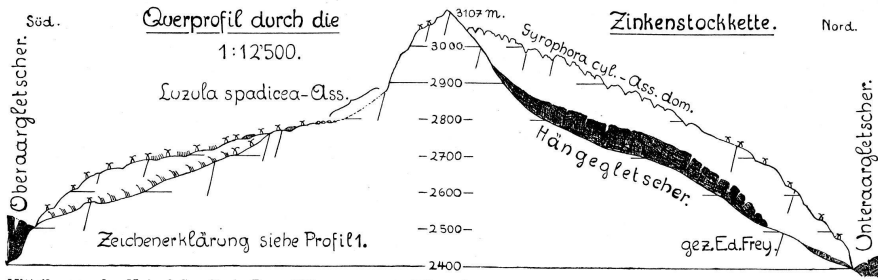 Süd.
Querprofil durch die Zinkenstockkette.
Nord.
1:12'500.
3107 m.
3000.
2900
2800
2700
2600
2500
2400
Luzula spadicea-Ass.
Gyrophora cyl.-Ass. dom.
Hängegletscher.
Oberaargletscher.
Unteraargletscher.
Zeichenerklärung siehe Profil 1.
gez. Ed. Frey.